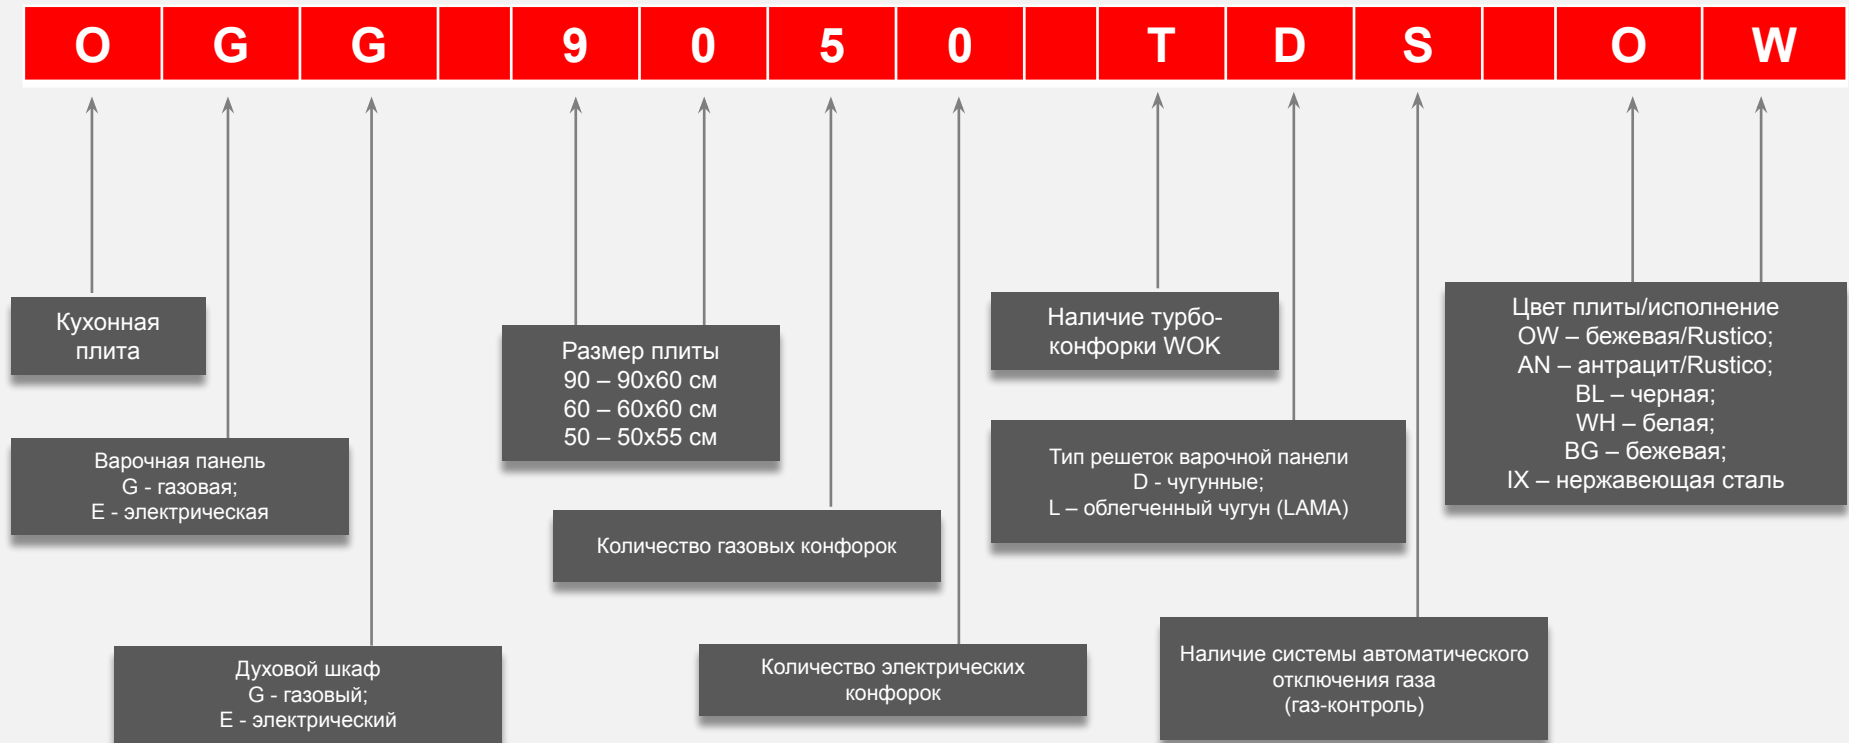 O G G 9 0 5 0 T D S O W
Кухонная
плита
Варочная панель
G - газовая;
E - электрическая
Духовой шкаф
G - газовый;
E - электрический
Размер плиты
90 – 90x60 см
60 – 60x60 см
50 – 50x55 см
Количество газовых конфорок
Количество электрических
конфорок
Наличие турбо-
конфорки WOK
Тип решеток варочной панели
D - чугунные;
L – облегченный чугун (LAMA)
Наличие системы автоматического
отключения газа
(газ-контроль)
Цвет плиты/исполнение
OW – бежевая/Rustico;
AN – антрацит/Rustico;
BL – черная;
WH – белая;
BG – бежевая;
IX – нержавеющая сталь